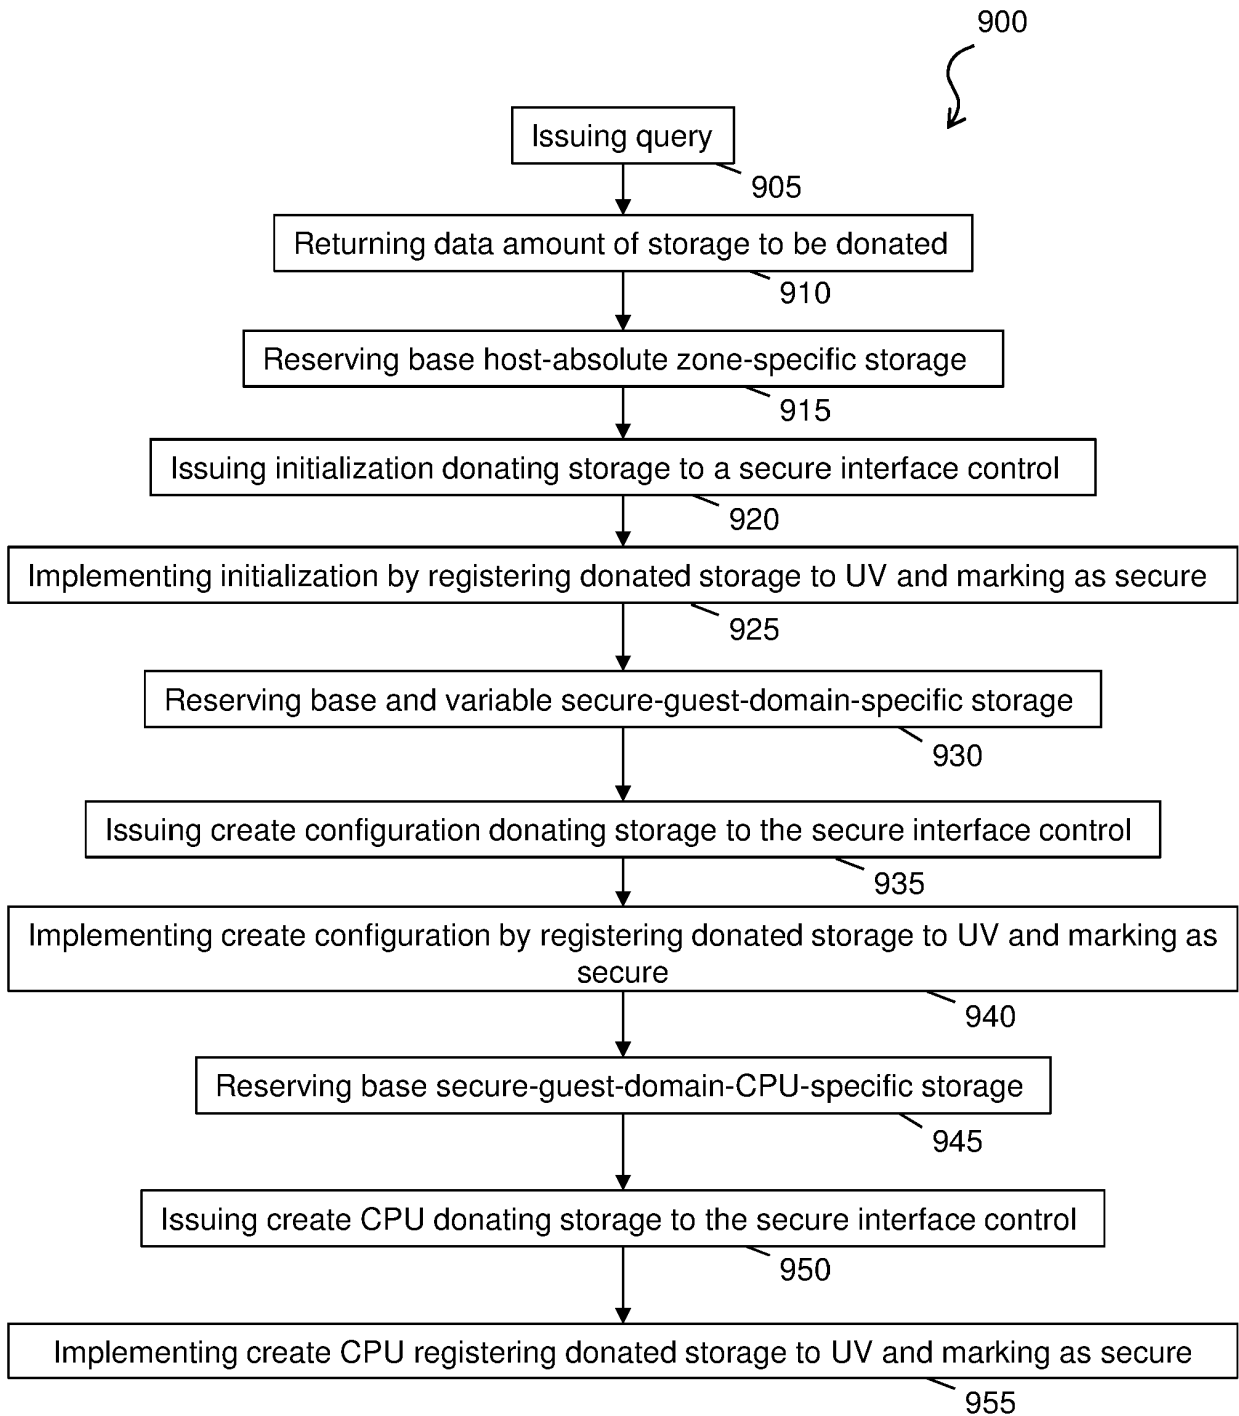 900
Issuing query
905
Returning data amount of storage to be donated
910
Reserving base host-absolute zone-specific storage
915
Issuing initialization donating storage to a secure interface control
920
Implementing initialization by registering donated storage to UV and marking as secure
925
Reserving base and variable secure-guest-domain-specific storage
930
Issuing create configuration donating storage to the secure interface control
935
Implementing create configuration by registering donated storage to UV and marking as
secure
940
Reserving base secure-guest-domain-CPU-specific storage
945
Issuing create CPU donating storage to the secure interface control
950
Implementing create CPU registering donated storage to UV and marking as secure
955